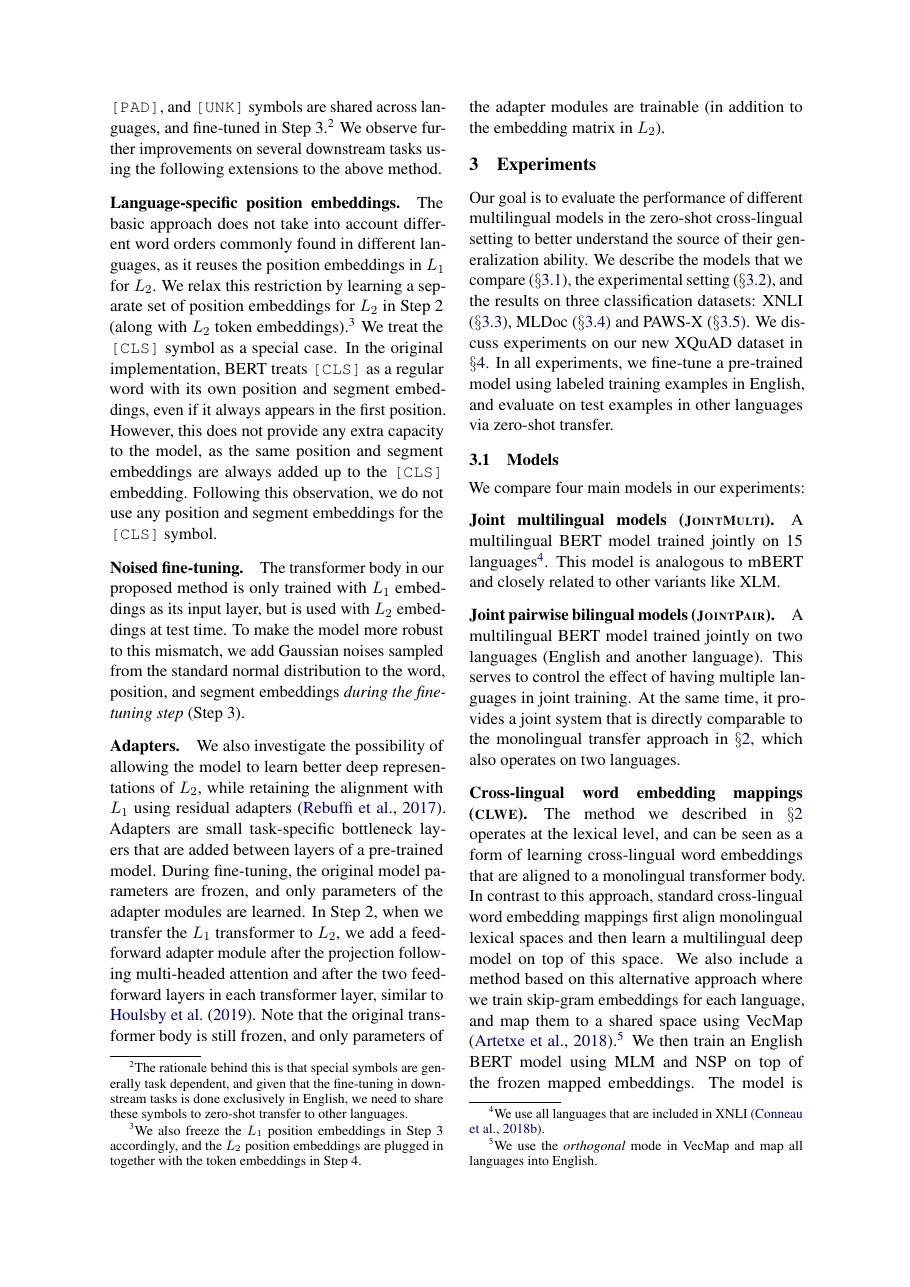 [PAD], and [UNK] symbols are shared across lan-
guages, and fine-tuned in Step 3.2 We observe fur-
ther improvements on several downstream tasks us-
ing the following extensions to the above method.
Language-specific position embeddings. The
basic approach does not take into account differ-
ent word orders commonly found in different lan-
guages, as it reuses the position embeddings in L1
for L2. We relax this restriction by learning a sep-
arate set of position embeddings for L2 in Step 2
(along with L2 token embeddings).3 We treat the
[CLS] symbol as a special case. In the original
implementation, BERT treats [CLS] as a regular
word with its own position and segment embed-
dings, even if it always appears in the first position.
However, this does not provide any extra capacity
to the model, as the same position and segment
embeddings are always added up to the [CLS]
embedding. Following this observation, we do not
use any position and segment embeddings for the
[CLS] symbol.
Noised fine-tuning. The transformer body in our
proposed method is only trained with L1 embed-
dings as its input layer, but is used with L2 embed-
dings at test time. To make the model more robust
to this mismatch, we add Gaussian noises sampled
from the standard normal distribution to the word,
position, and segment embeddings during the fine-
tuning step (Step 3).
Adapters. We also investigate the possibility of
allowing the model to learn better deep represen-
tations of L2, while retaining the alignment with
L1 using residual adapters (Rebuffi et al., 2017).
Adapters are small task-specific bottleneck lay-
ers that are added between layers of a pre-trained
model. During fine-tuning, the original model pa-
rameters are frozen, and only parameters of the
adapter modules are learned. In Step 2, when we
transfer the L1 transformer to L2, we add a feed-
forward adapter module after the projection follow-
ing multi-headed attention and after the two feed-
forward layers in each transformer layer, similar to
Houlsby et al. (2019). Note that the original trans-
former body is still frozen, and only parameters of
2The rationale behind this is that special symbols are gen-
erally task dependent, and given that the fine-tuning in down-
stream tasks is done exclusively in English, we need to share
these symbols to zero-shot transfer to other languages.
3We also freeze the L1 position embeddings in Step 3
accordingly, and the L2 position embeddings are plugged in
together with the token embeddings in Step 4.
the adapter modules are trainable (in addition to
the embedding matrix in L2).
3 Experiments
Our goal is to evaluate the performance of different
multilingual models in the zero-shot cross-lingual
setting to better understand the source of their gen-
eralization ability. We describe the models that we
compare (§3.1), the experimental setting (§3.2), and
the results on three classification datasets: XNLI
(§3.3), MLDoc (§3.4) and PAWS-X (§3.5). We dis-
cuss experiments on our new XQuAD dataset in
§4. In all experiments, we fine-tune a pre-trained
model using labeled training examples in English,
and evaluate on test examples in other languages
via zero-shot transfer.
3.1 Models
We compare four main models in our experiments:
Joint multilingual models (JOINTMULTI). A
multilingual BERT model trained jointly on 15
languages4. This model is analogous to mBERT
and closely related to other variants like XLM.
Joint pairwise bilingual models (JOINTPAIR). A
multilingual BERT model trained jointly on two
languages (English and another language). This
serves to control the effect of having multiple lan-
guages in joint training. At the same time, it pro-
vides a joint system that is directly comparable to
the monolingual transfer approach in §2, which
also operates on two languages.
Cross-lingual word embedding mappings
(CLWE). The method we described in §2
operates at the lexical level, and can be seen as a
form of learning cross-lingual word embeddings
that are aligned to a monolingual transformer body.
In contrast to this approach, standard cross-lingual
word embedding mappings first align monolingual
lexical spaces and then learn a multilingual deep
model on top of this space. We also include a
method based on this alternative approach where
we train skip-gram embeddings for each language,
and map them to a shared space using VecMap
(Artetxe et al., 2018).5 We then train an English
BERT model using MLM and NSP on top of
the frozen mapped embeddings. The model is
4We use all languages that are included in XNLI (Conneau
et al., 2018b).
5We use the orthogonal mode in VecMap and map all
languages into English.